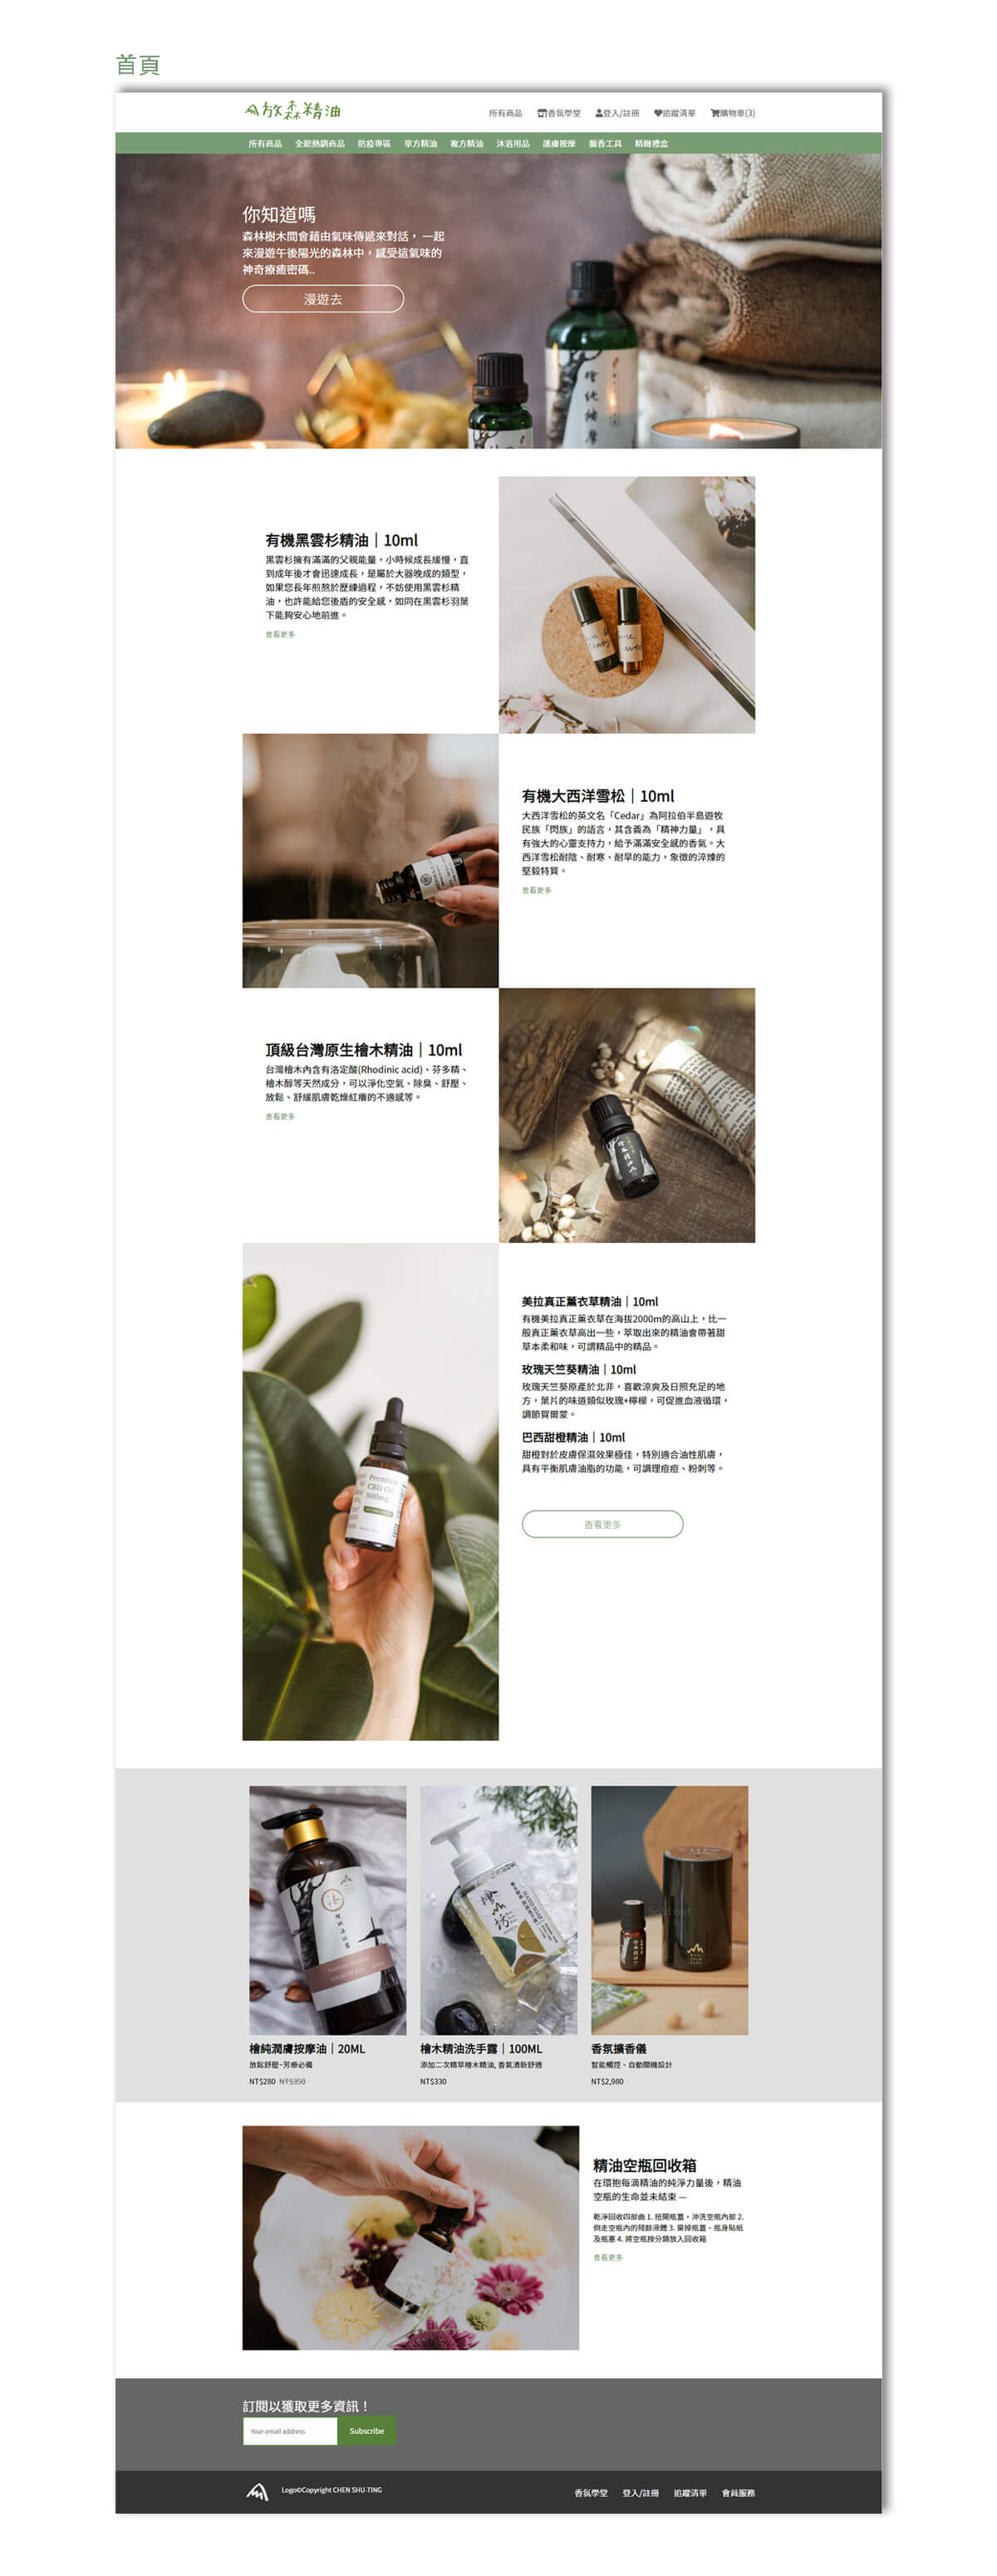 首頁
放森精油
所有商品 香氛學堂 登入/註冊 追蹤清單 購物車(3)
所有商品 全館熱銷商品 防疫專區 單方精油 複方精油 沐浴用品 護膚按摩 擴香工具 精緻禮盒
你知道嗎
森林樹木間會藉由氣味傳遞來對話， 一起
來漫遊午後陽光的森林中，感受這氣味的
神奇療癒密碼..
漫遊去
檜純按摩
有機黑雲杉精油｜10ml
黑雲杉擁有滿滿的父親能量，小時候成長緩慢，直
到成年後才會迅速成長，是屬於大器晚成的類型，
如果您長年煎熬於歷練過程，不妨使用黑雲杉精
油，也許能給您後盾的安全感，如同在黑雲杉羽葉
下能夠安心地前進。
查看更多
有機大西洋雪松｜10ml
大西洋雪松的英文名「Cedar」為阿拉伯半島遊牧
民族「閃族」的語言，其含義為「精神力量」，具
有強大的心靈支持力，給予滿滿安全感的香氣。大
西洋雪松耐陰、耐寒、耐旱的能力，象徵的淬煉的
堅毅特質。
查看更多
頂級台灣原生檜木精油｜10ml
台灣檜木內含有洛定酸(Rhodinic acid)、芬多精、
檜木醇等天然成分，可以淨化空氣、除臭、舒壓、
放鬆、舒緩肌膚乾燥紅癢的不適感等。
查看更多
美拉真正薰衣草精油｜10ml
有機美拉真正薰衣草在海拔2000m的高山上，比一
般真正薰衣草高出一些，萃取出來的精油會帶著甜
草本柔和味，可謂精品中的精品。
玫瑰天竺葵精油｜10ml
玫瑰天竺葵原產於北非，喜歡涼爽及日照充足的地
方，葉片的味道類似玫瑰+檸檬，可促進血液循環，
調節賀爾蒙。
巴西甜橙精油｜10ml
甜橙對於皮膚保濕效果極佳，特別適合油性肌膚，
具有平衡肌膚油脂的功能，可調理痘痘、粉刺等。
Premium
CBD Oil
500mg
查看更多
檜山坊
Sold out
檜純潤膚按摩油｜20ML
放鬆舒壓~芳療必備
NT$280 NT$350
檜木精油洗手露｜100ML
添加二次精萃檜木精油, 香氣清新舒適
NT$330
香氛擴香儀
智能觸控、自動關機設計
NT$2,980
精油空瓶回收箱
在環抱每滴精油的純淨力量後，精油
空瓶的生命並未結束 —
乾淨回收四部曲 1. 扭開瓶蓋，沖洗空瓶內部 2.
倒走空瓶內的殘餘液體 3. 棄掉瓶蓋、瓶身貼紙
及瓶塞 4. 將空瓶按分類放入回收箱
查看更多
訂閱以獲取更多資訊！
Your email address Subscribe
Logo©Copyright CHEN SHU-TING
香氛學堂 登入/註冊 追蹤清單 會員服務